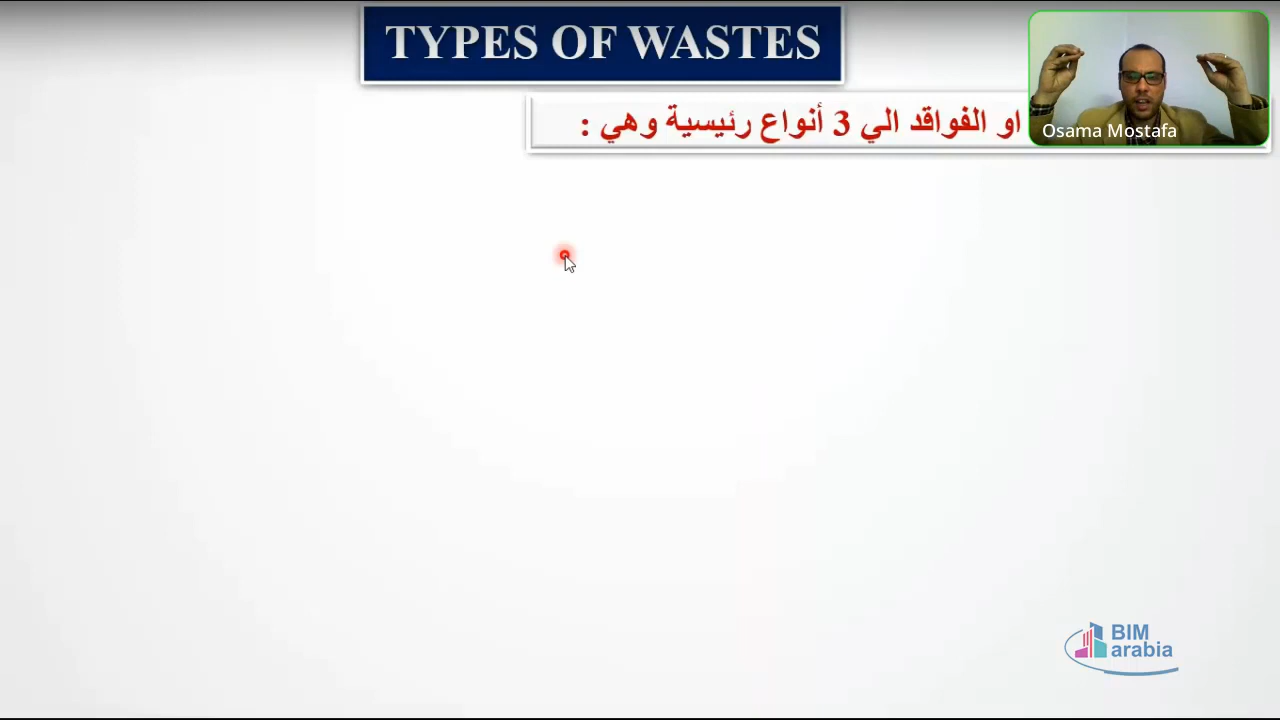 TYPES OF WASTES
او الفواقد الي 3 أنواع رئيسية وهي :
Osama Mostafa
BIM
arabia